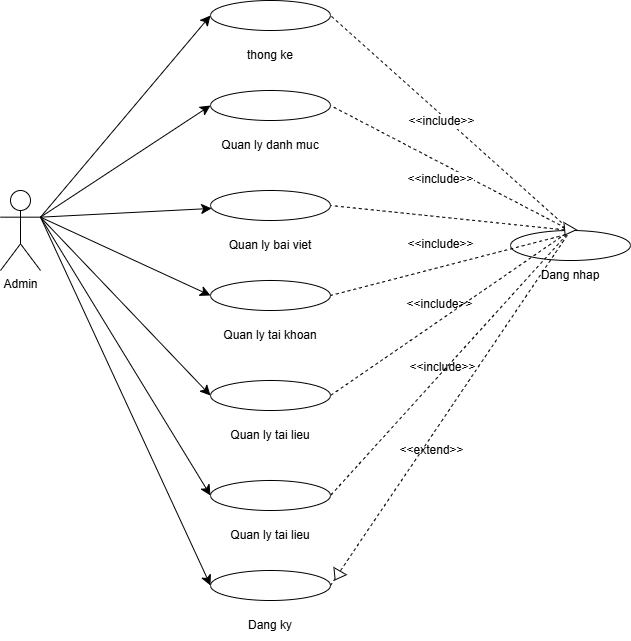 thong ke
<<include>>
Quan ly danh muc
<<include>>
Quan ly bai viet
<<include>>
Dang nhap
Admin
<<include>>
Quan ly tai khoan
<<include>>
Quan ly tai lieu
<<extend>>
Quan ly tai lieu
Dang ky